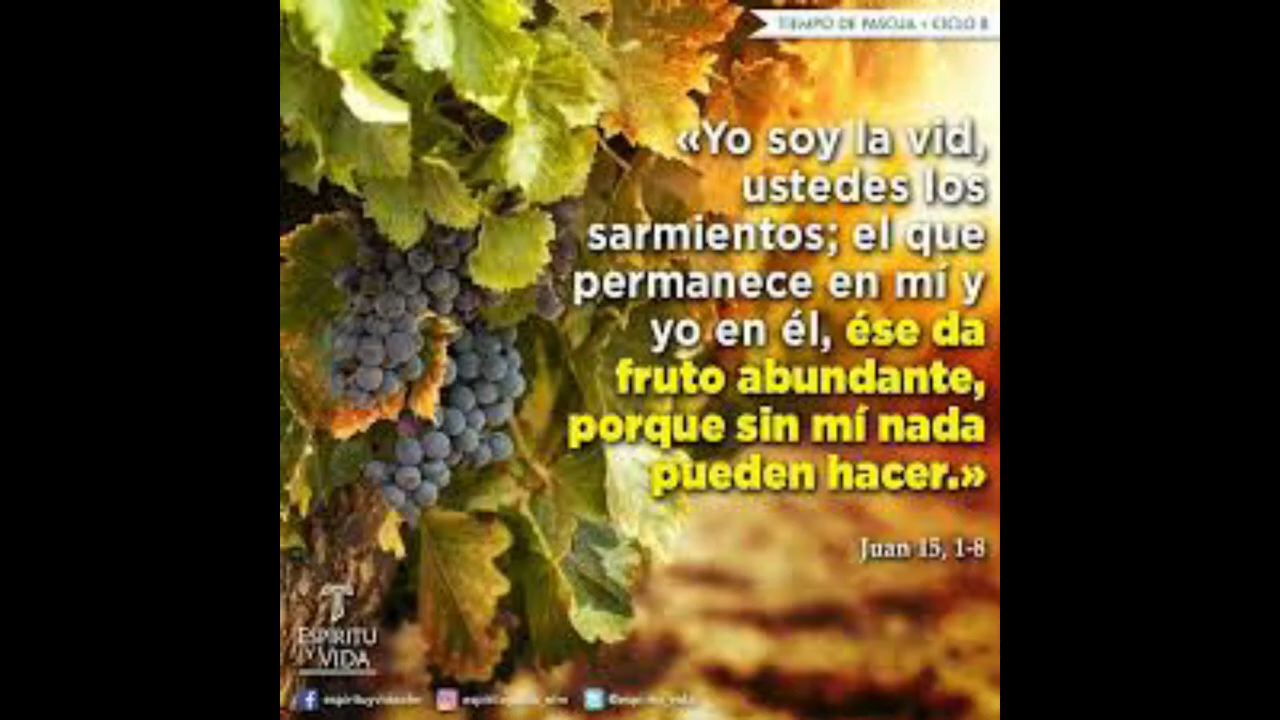 TIEMPO DE PASCUA • CICLO B
«Yo soy la vid,
ustedes los
sarmientos; el que
permanece en mí y
yo en él, ése da
fruto abundante,
porque sin mí nada
pueden hacer.»
Juan 15, 1-8
ESPÍRITU
Y VIDA